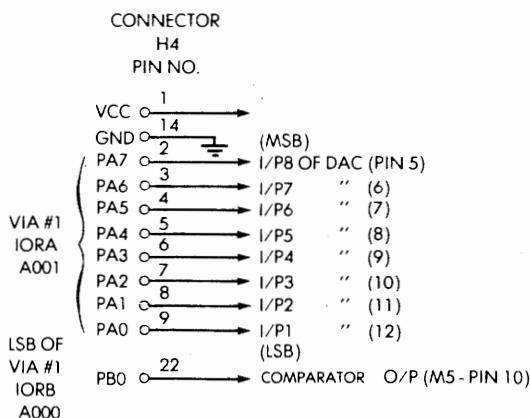 CONNECTOR
H4
PIN NO.
VCC 1
GND 14
(MSB)
PA7 2 I/P8 OF DAC (PIN 5)
PA6 3 I/P7 " (6)
PA5 4 I/P6 " (7)
PA4 5 I/P5 " (8)
PA3 6 I/P4 " (9)
PA2 7 I/P3 " (10)
PA1 8 I/P2 " (11)
PA0 9 I/P1 " (12)
(LSB)
VIA #1
IORA
A001
LSB OF
VIA #1
IORB
A000
PB0 22 COMPARATOR O/P (M5 - PIN 10)